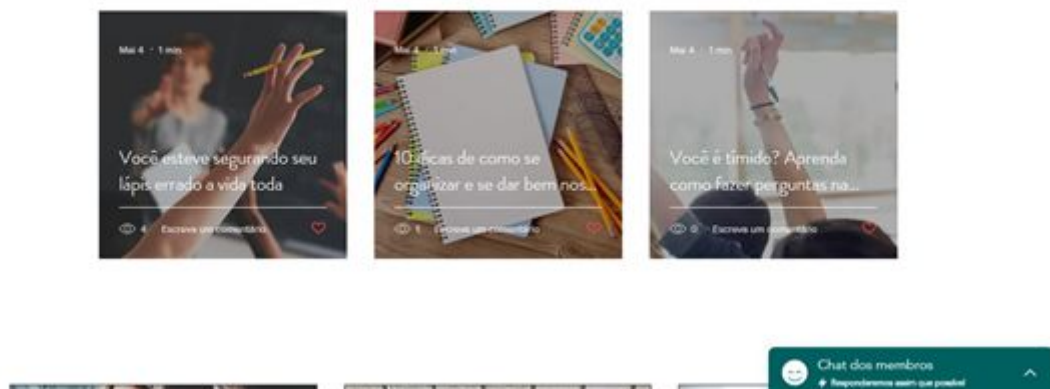 Mai 4 · 1 min
Você esteve segurando seu
lápis errado a vida toda
4 Escreva um comentário
Mai 4 · 1 min
10 dicas de como se
organizar e se dar bem nos...
1 Escreva um comentário
Mai 4 · 1 min
Você é tímido? Aprenda
como fazer perguntas na...
0 Escreva um comentário
Chat dos membros
Responderemos assim que possível